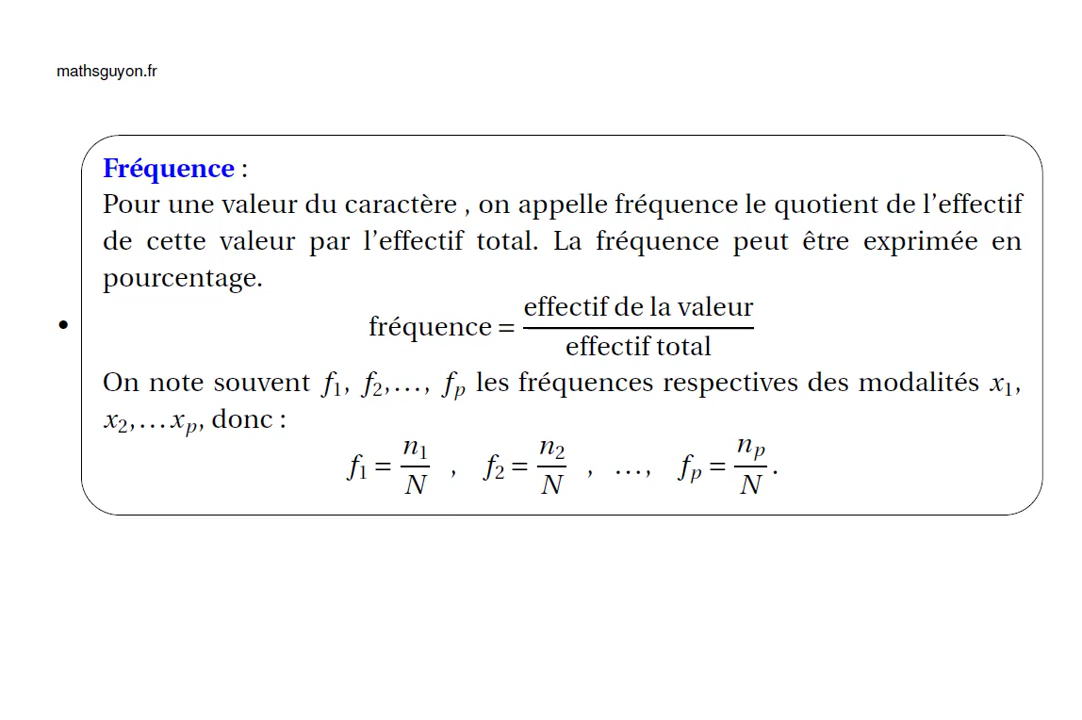 mathsguyon.fr
Fréquence :
Pour une valeur du caractère , on appelle fréquence le quotient de l'effectif
de cette valeur par l'effectif total. La fréquence peut être exprimée en
pourcentage.
• fréquence = effectif de la valeur / effectif total
On note souvent f₁, f₂,…, fₚ les fréquences respectives des modalités x₁,
x₂,…xₚ, donc :
f₁ = n₁/N , f₂ = n₂/N , …, fₚ = nₚ/N.